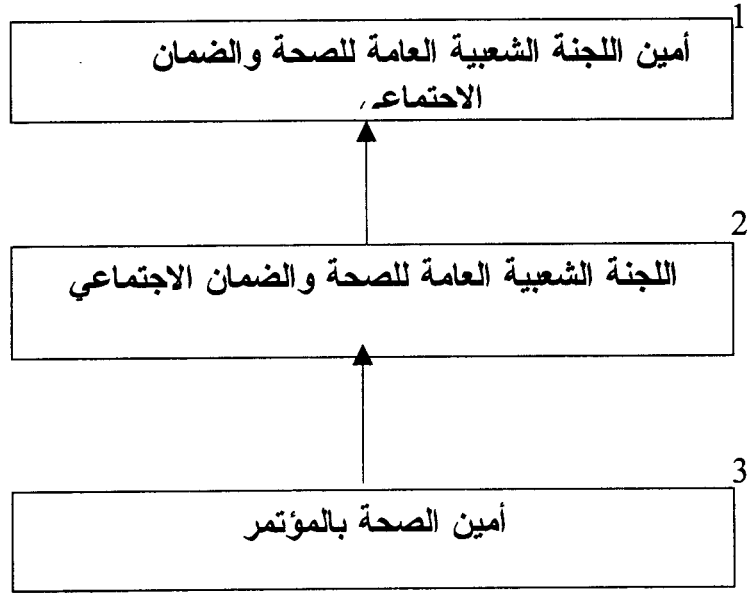 1
أمين اللجنة الشعبية العامة للصحة والضمان
الاجتماعي
2
اللجنة الشعبية العامة للصحة والضمان الاجتماعي
3
أمين الصحة بالمؤتمر